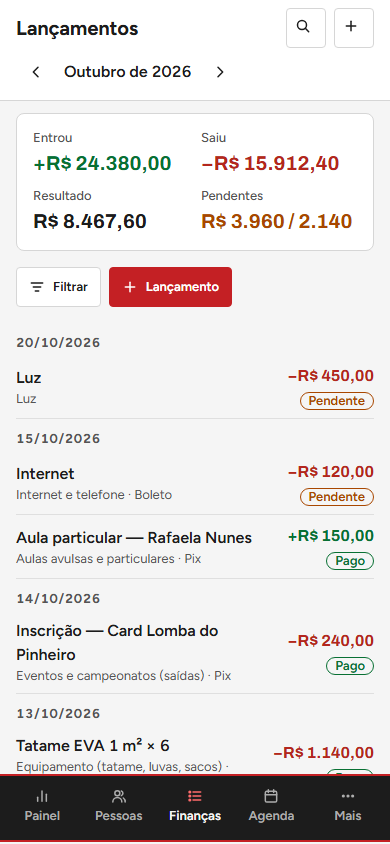 Lançamentos
Outubro de 2026
Entrou
Saiu
+R$ 24.380,00
−R$ 15.912,40
Resultado
Pendentes
R$ 8.467,60
R$ 3.960 / 2.140
Filtrar
Lançamento
20/10/2026
Luz
−R$ 450,00
Luz
Pendente
15/10/2026
Internet
−R$ 120,00
Internet e telefone · Boleto
Pendente
Aula particular — Rafaela Nunes
+R$ 150,00
Aulas avulsas e particulares · Pix
Pago
14/10/2026
Inscrição — Card Lomba do
Pinheiro
−R$ 240,00
Eventos e campeonatos (saídas) · Pix
Pago
13/10/2026
Tatame EVA 1 m² × 6
−R$ 1.140,00
Equipamento (tatame, luvas, sacos) ·
Painel
Pessoas
Finanças
Agenda
Mais